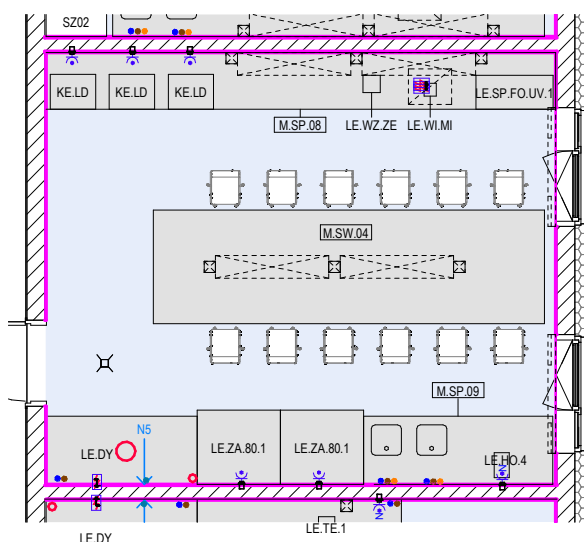 SZ02
KE.LD
KE.LD
KE.LD
LE.SP.FO.UV.1
M.SP.08
LE.WZ.ZE
LE.WI.MI
M.SW.04
M.SP.09
N5
LE.DY
LE.ZA.80.1
LE.ZA.80.1
LE.HO.4
N
LE.TE.1
N
LE.DY